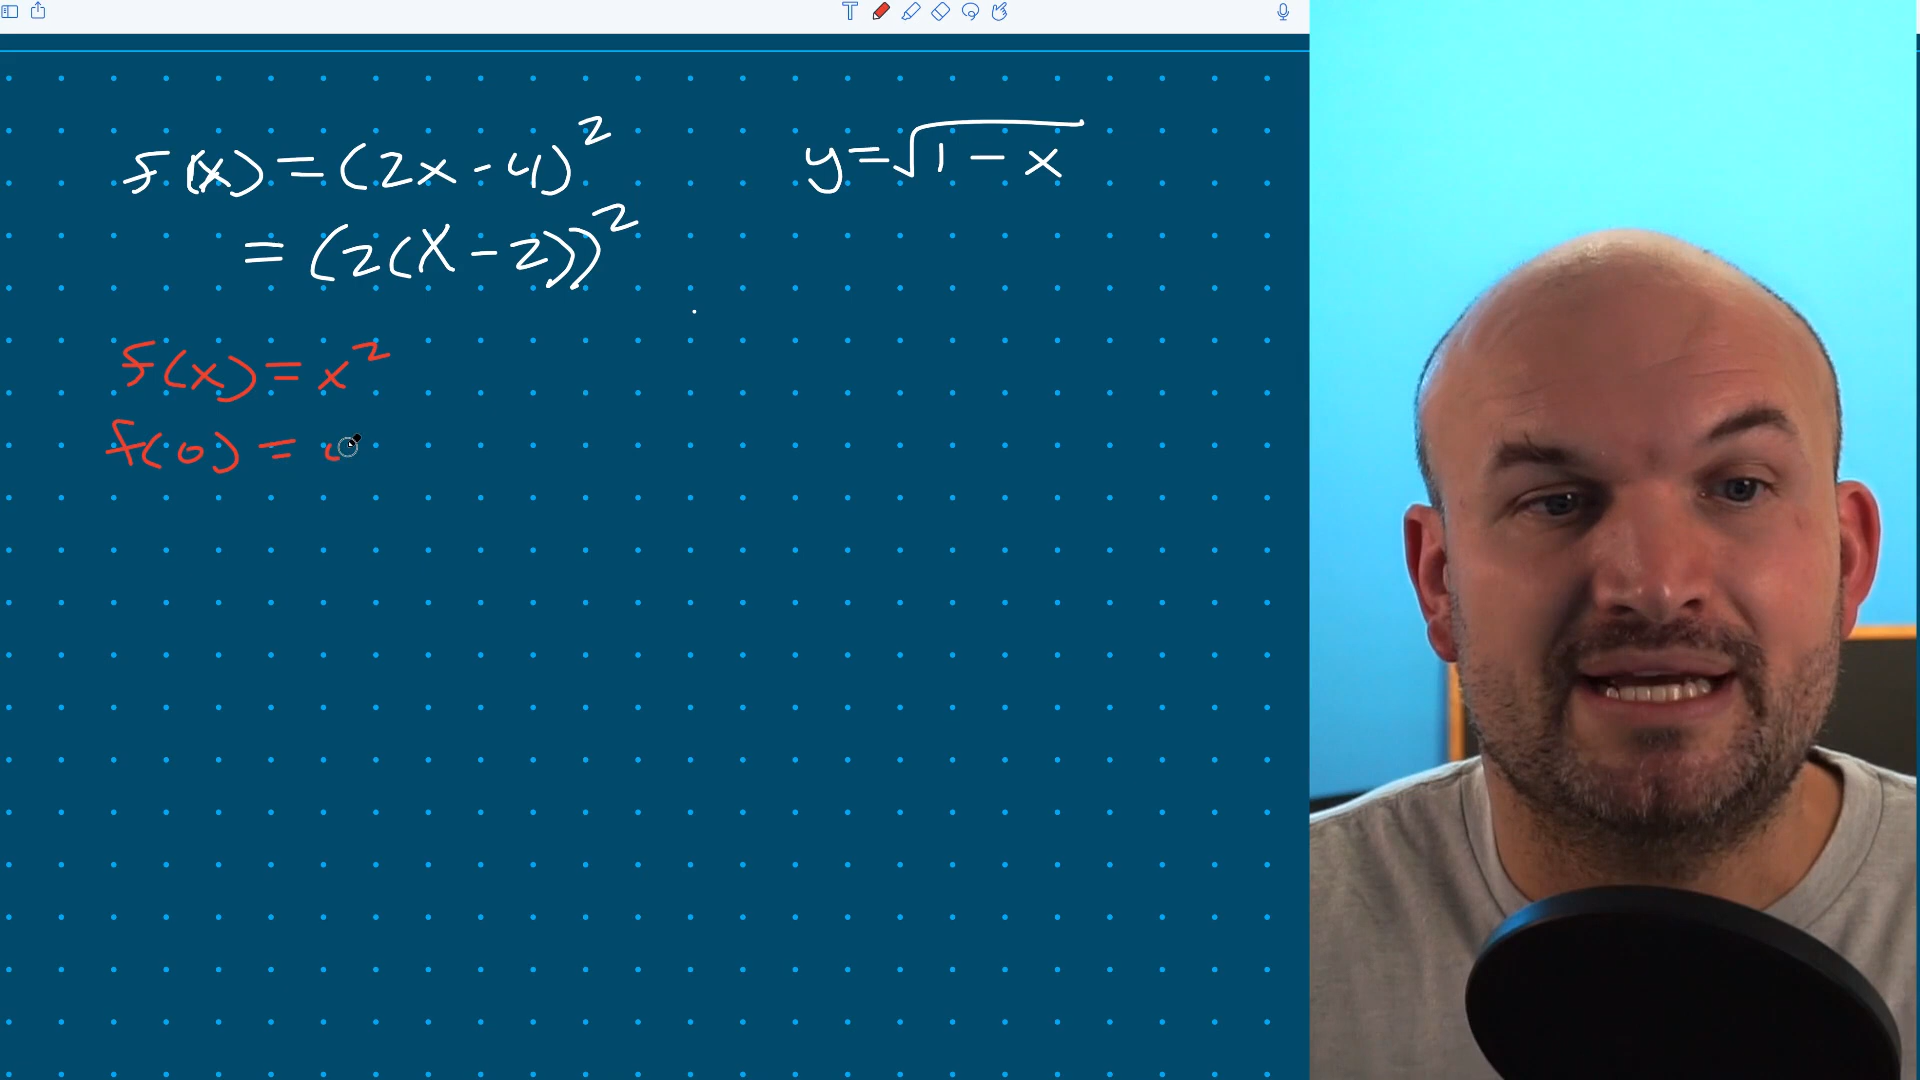 f(x) = (2x - 4)²
= (2(x - 2))²
f(x) = x²
f(0) =
y = √1 - x